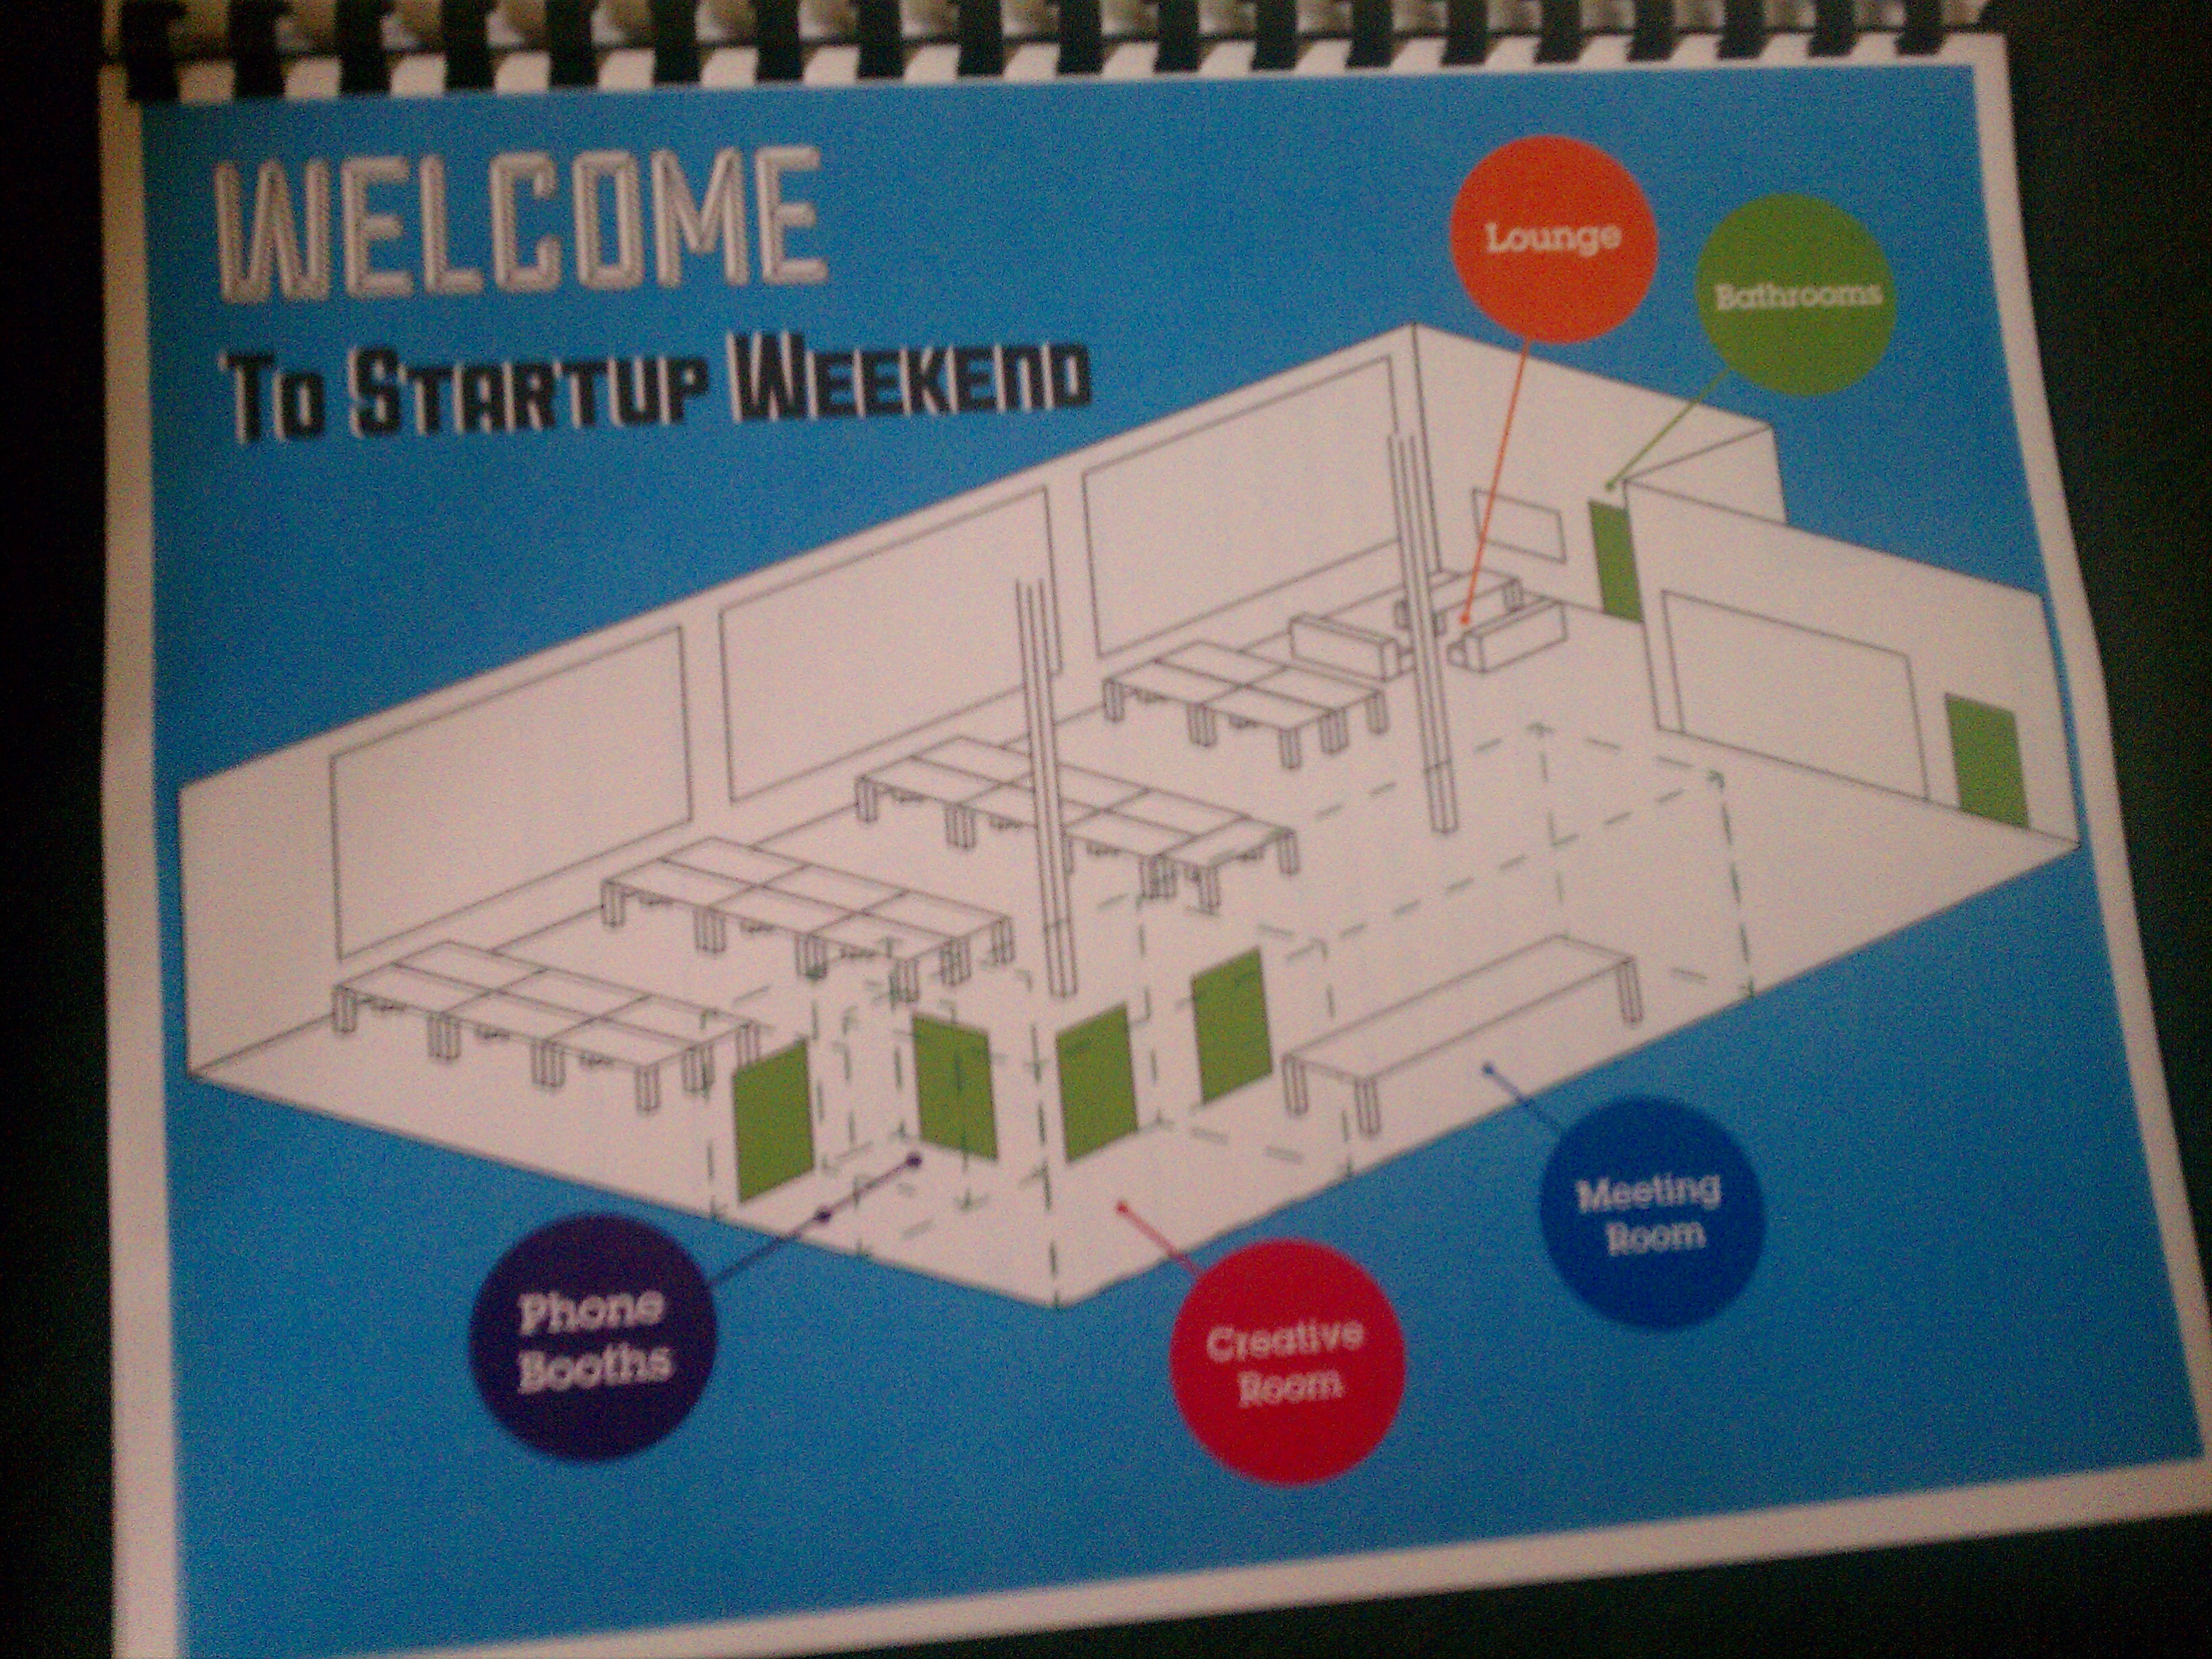 WELCOME
TO STARTUP WEEKEND
Lounge
Bathrooms
Meeting
Room
Phone
Booths
Creative
Room